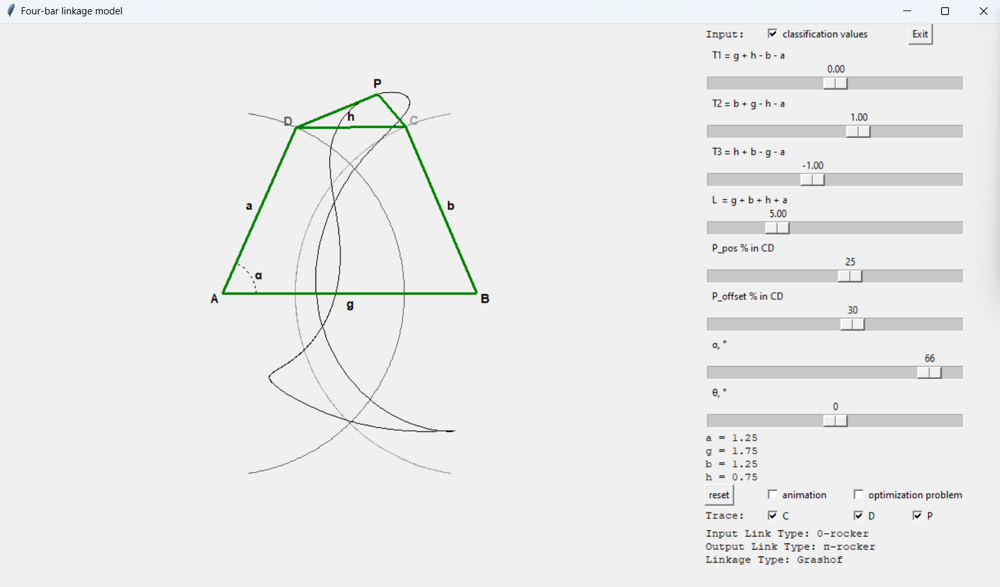 Four-bar linkage model
Input: classification values Exit
T1 = g + h - b - a
0.00
T2 = b + g - h - a
1.00
T3 = h + b - g - a
-1.00
L = g + b + h + a
5.00
P_pos % in CD
25
P_offset % in CD
30
α, °
66
θ, °
0
a = 1.25
g = 1.75
b = 1.25
h = 0.75
reset animation optimization problem
Trace: C D P
Input Link Type: 0-rocker
Output Link Type: π-rocker
Linkage Type: Grashof
P
D h C
a b
α
A B
g